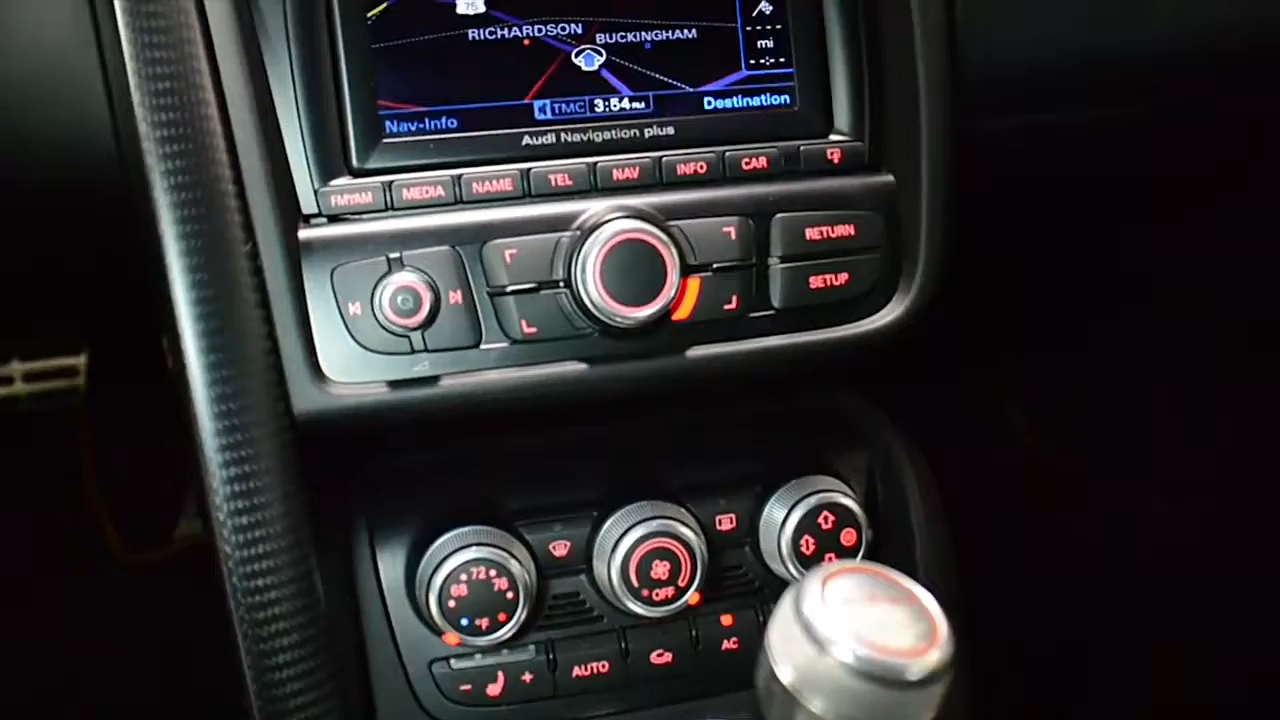 75
RICHARDSON BUCKINGHAM
mi
TMC 3:54 PM
Nav-Info Destination
Audi Navigation plus
FM/AM MEDIA NAME TEL NAV INFO CAR
RETURN
SETUP
68 72 76
°F
OFF
AUTO
AC